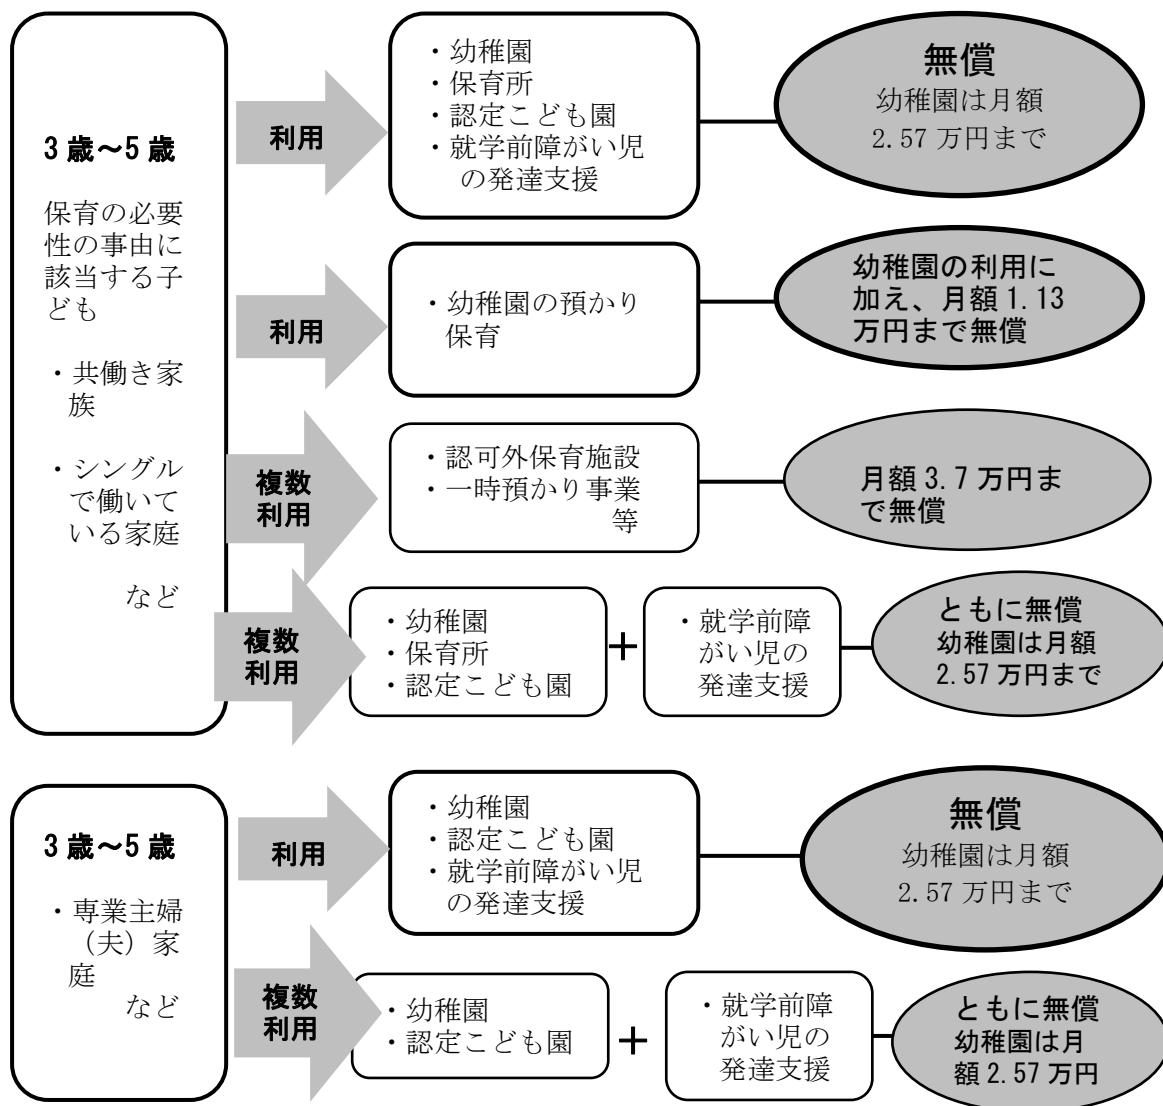 3歳～5歳
保育の必要
性の事由に
該当する子
ども
・共働き家
族
・シングル
で働いて
いる家庭
など
利用
・幼稚園
・保育所
・認定こども園
・就学前障がい児
の発達支援
無償
幼稚園は月額
2.57万円まで
利用
・幼稚園の預かり
保育
幼稚園の利用に
加え、月額1.13
万円まで無償
複数
利用
・認可外保育施設
・一時預かり事業
等
月額3.7万円ま
で無償
複数
利用
・幼稚園
・保育所
・認定こども園
＋
・就学前障
がい児の
発達支援
ともに無償
幼稚園は月額
2.57万円まで
3歳～5歳
・専業主婦
（夫）家
庭
など
利用
・幼稚園
・認定こども園
・就学前障がい児
の発達支援
無償
幼稚園は月額
2.57万円まで
複数
利用
・幼稚園
・認定こども園
＋
・就学前障
がい児の
発達支援
ともに無償
幼稚園は月
額2.57万円